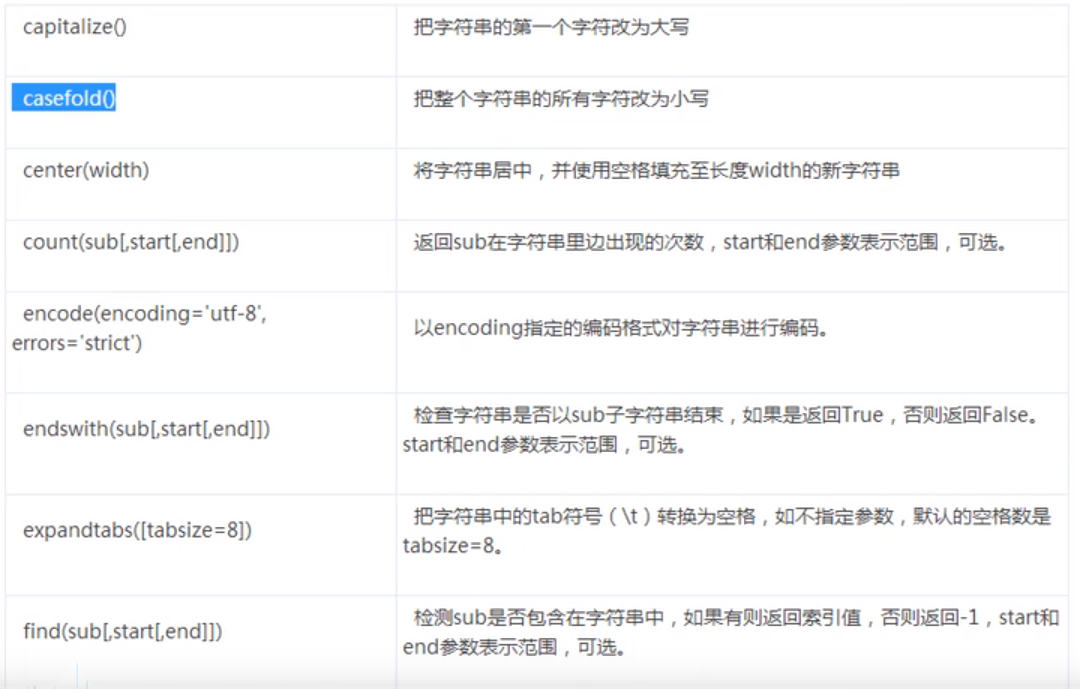 capitalize()
把字符串的第一个字符改为大写
casefold()
把整个字符串的所有字符改为小写
center(width)
将字符串居中，并使用空格填充至长度width的新字符串
count(sub[,start[,end]])
返回sub在字符串里边出现的次数，start和end参数表示范围，可选。
encode(encoding='utf-8',
errors='strict')
以encoding指定的编码格式对字符串进行编码。
endswith(sub[,start[,end]])
检查字符串是否以sub子字符串结束，如果是返回True，否则返回False。
start和end参数表示范围，可选。
expandtabs([tabsize=8])
把字符串中的tab符号（\t）转换为空格，如不指定参数，默认的空格数是
tabsize=8。
find(sub[,start[,end]])
检测sub是否包含在字符串中，如果有则返回索引值，否则返回-1，start和
end参数表示范围，可选。